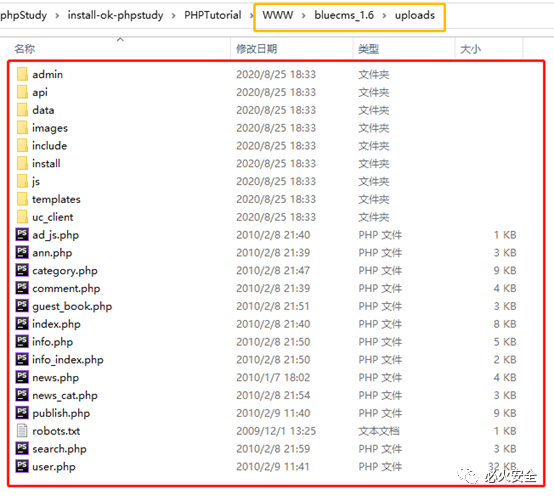 phpStudy > install-ok-phpstudy > PHPTutorial > WWW > bluecms_1.6 > uploads
名称 修改日期 类型 大小
admin 2020/8/25 18:33 文件夹
api 2020/8/25 18:33 文件夹
data 2020/8/25 18:33 文件夹
images 2020/8/25 18:33 文件夹
include 2020/8/25 18:33 文件夹
install 2020/8/25 18:33 文件夹
js 2020/8/25 18:33 文件夹
templates 2020/8/25 18:33 文件夹
uc_client 2020/8/25 18:33 文件夹
ad_js.php 2010/2/8 21:40 PHP 文件 1 KB
ann.php 2010/2/8 21:39 PHP 文件 3 KB
category.php 2010/2/8 21:47 PHP 文件 9 KB
comment.php 2010/2/8 21:39 PHP 文件 4 KB
guest_book.php 2010/2/8 21:51 PHP 文件 3 KB
index.php 2010/2/8 21:40 PHP 文件 8 KB
info.php 2010/2/8 21:50 PHP 文件 5 KB
info_index.php 2010/2/8 21:50 PHP 文件 2 KB
news.php 2010/1/7 18:02 PHP 文件 4 KB
news_cat.php 2010/2/8 21:54 PHP 文件 3 KB
publish.php 2010/2/9 11:40 PHP 文件 9 KB
robots.txt 2009/12/1 13:25 文本文档 1 KB
search.php 2010/2/8 21:59 PHP 文件 3 KB
user.php 2010/2/9 11:41 PHP 文件 32 KB
必火安全